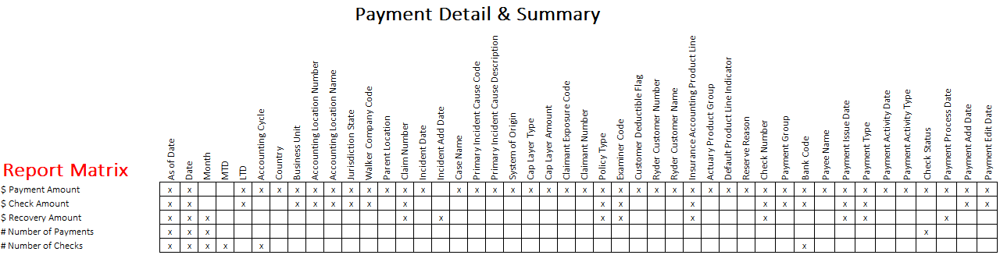 Payment Detail & Summary
Report Matrix
As of Date
Date
Month
MTD
LTD
Accounting Cycle
Country
Business Unit
Accounting Location Number
Accounting Location Name
Jurisdiction State
Walker Company Code
Parent Location
Claim Number
Incident Date
Incident Add Date
Case Name
Primary Incident Cause Code
Primary Incident Cause Description
System of Origin
Cap Layer Type
Cap Layer Amount
Claimant Exposure Code
Claimant Number
Policy Type
Examiner Code
Customer Deductible Flag
Ryder Customer Number
Ryder Customer Name
Insurance Accounting Product Line
Actuary Product Group
Default Product Line Indicator
Reserve Reason
Check Number
Payment Group
Bank Code
Payee Name
Payment Issue Date
Payment Type
Payment Activity Date
Payment Activity Type
Check Status
Payment Process Date
Payment Add Date
Payment Edit Date
$ Payment Amount x x x x x x x x x x x x x x x x x x x x x x x x x x x x x x x x x x x x x x x x x x
$ Check Amount x x x x x x x x x x x x x x x x x x x
$ Recovery Amount x x x x x x x x x x x x
# Number of Payments x x x x
# Number of Checks x x x x x x